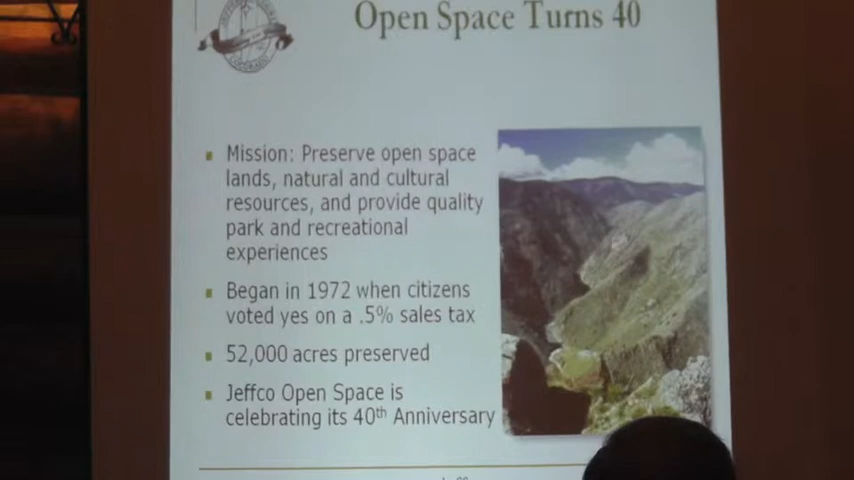 Open Space Turns 40
COLORADO
Mission: Preserve open space
lands, natural and cultural
resources, and provide quality
park and recreational
experiences
Began in 1972 when citizens
voted yes on a .5% sales tax
52,000 acres preserved
Jeffco Open Space is
celebrating its 40th Anniversary